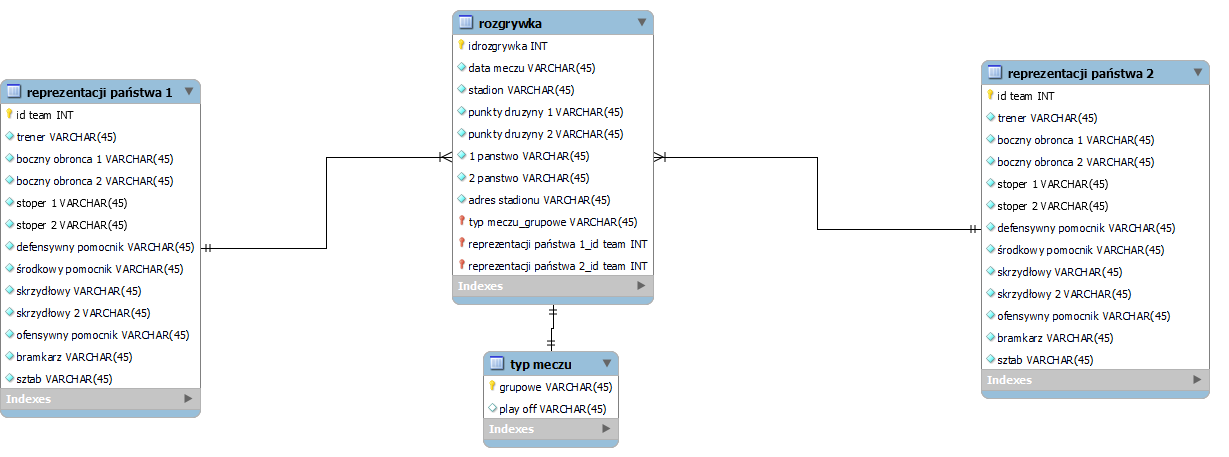 rozgrywka
idrozgrywka INT
data meczu VARCHAR(45)
stadion VARCHAR(45)
punkty druzyny 1 VARCHAR(45)
punkty druzyny 2 VARCHAR(45)
1 panstwo VARCHAR(45)
2 panstwo VARCHAR(45)
adres stadionu VARCHAR(45)
typ meczu_grupowe VARCHAR(45)
reprezentacji państwa 1_id team INT
reprezentacji państwa 2_id team INT
Indexes
reprezentacji państwa 1
id team INT
trener VARCHAR(45)
boczny obronca 1 VARCHAR(45)
boczny obronca 2 VARCHAR(45)
stoper 1 VARCHAR(45)
stoper 2 VARCHAR(45)
defensywny pomocnik VARCHAR(45)
środkowy pomocnik VARCHAR(45)
skrzydłowy VARCHAR(45)
skrzydłowy 2 VARCHAR(45)
ofensywny pomocnik VARCHAR(45)
bramkarz VARCHAR(45)
sztab VARCHAR(45)
Indexes
reprezentacji państwa 2
id team INT
trener VARCHAR(45)
boczny obronca 1 VARCHAR(45)
boczny obronca 2 VARCHAR(45)
stoper 1 VARCHAR(45)
stoper 2 VARCHAR(45)
defensywny pomocnik VARCHAR(45)
środkowy pomocnik VARCHAR(45)
skrzydłowy VARCHAR(45)
skrzydłowy 2 VARCHAR(45)
ofensywny pomocnik VARCHAR(45)
bramkarz VARCHAR(45)
sztab VARCHAR(45)
Indexes
typ meczu
grupowe VARCHAR(45)
play off VARCHAR(45)
Indexes